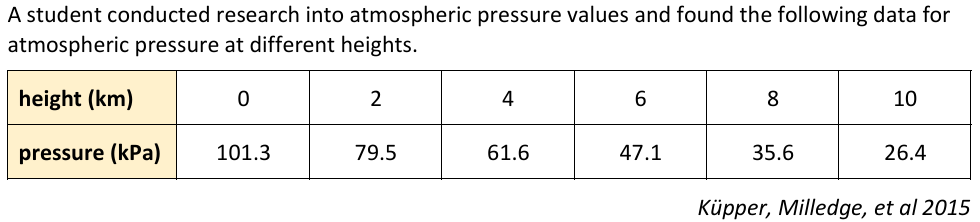 A student conducted research into atmospheric pressure values and found the following data for
atmospheric pressure at different heights.
height (km) 0 2 4 6 8 10
pressure (kPa) 101.3 79.5 61.6 47.1 35.6 26.4
Küpper, Milledge, et al 2015